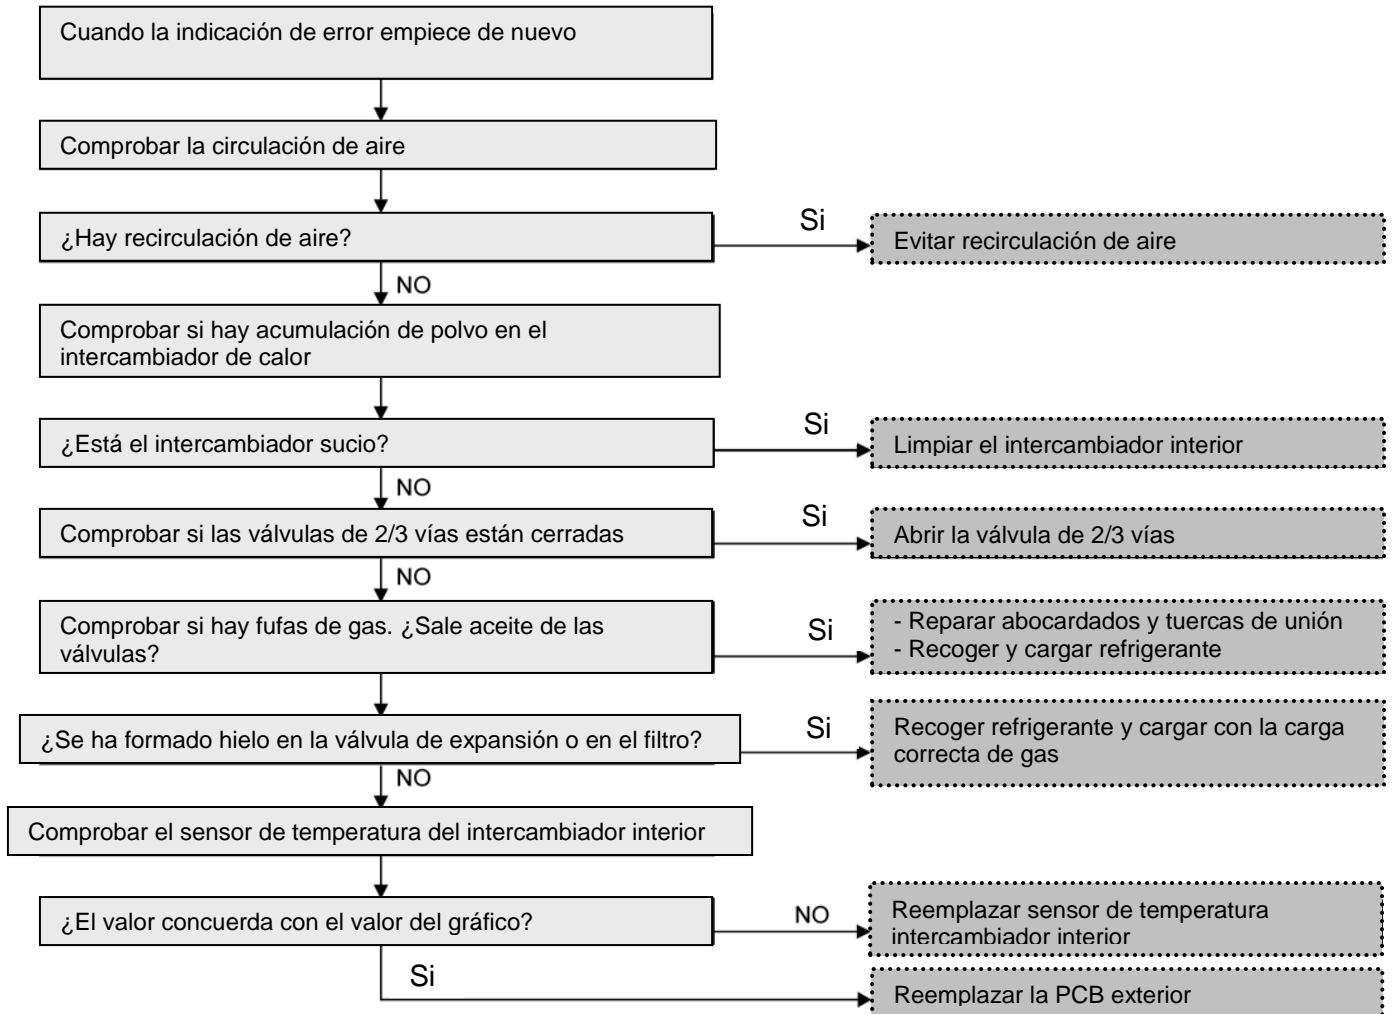 Cuando la indicación de error empiece de nuevo
Comprobar la circulación de aire
¿Hay recirculación de aire?
Si
Evitar recirculación de aire
NO
Comprobar si hay acumulación de polvo en el
intercambiador de calor
¿Está el intercambiador sucio?
Si
Limpiar el intercambiador interior
NO
Comprobar si las válvulas de 2/3 vías están cerradas
Si
Abrir la válvula de 2/3 vías
NO
Comprobar si hay fufas de gas. ¿Sale aceite de las
válvulas?
Si
- Reparar abocardados y tuercas de unión
- Recoger y cargar refrigerante
¿Se ha formado hielo en la válvula de expansión o en el filtro?
Si
Recoger refrigerante y cargar con la carga
correcta de gas
NO
Comprobar el sensor de temperatura del intercambiador interior
¿El valor concuerda con el valor del gráfico?
NO
Reemplazar sensor de temperatura
intercambiador interior
Si
Reemplazar la PCB exterior